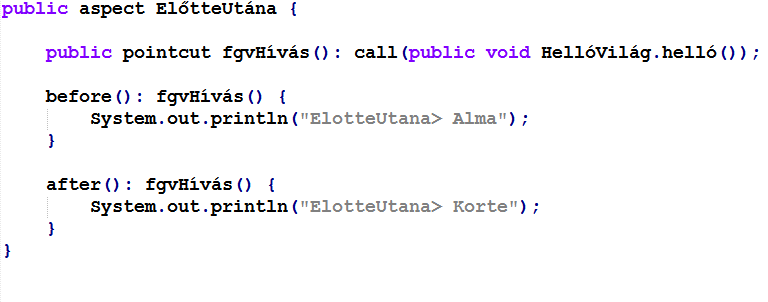 public aspect ElőtteUtána {
public pointcut fgvHívás(): call(public void HellóVilág.helló());
before(): fgvHívás() {
System.out.println("ElotteUtana> Alma");
}
after(): fgvHívás() {
System.out.println("ElotteUtana> Korte");
}
}